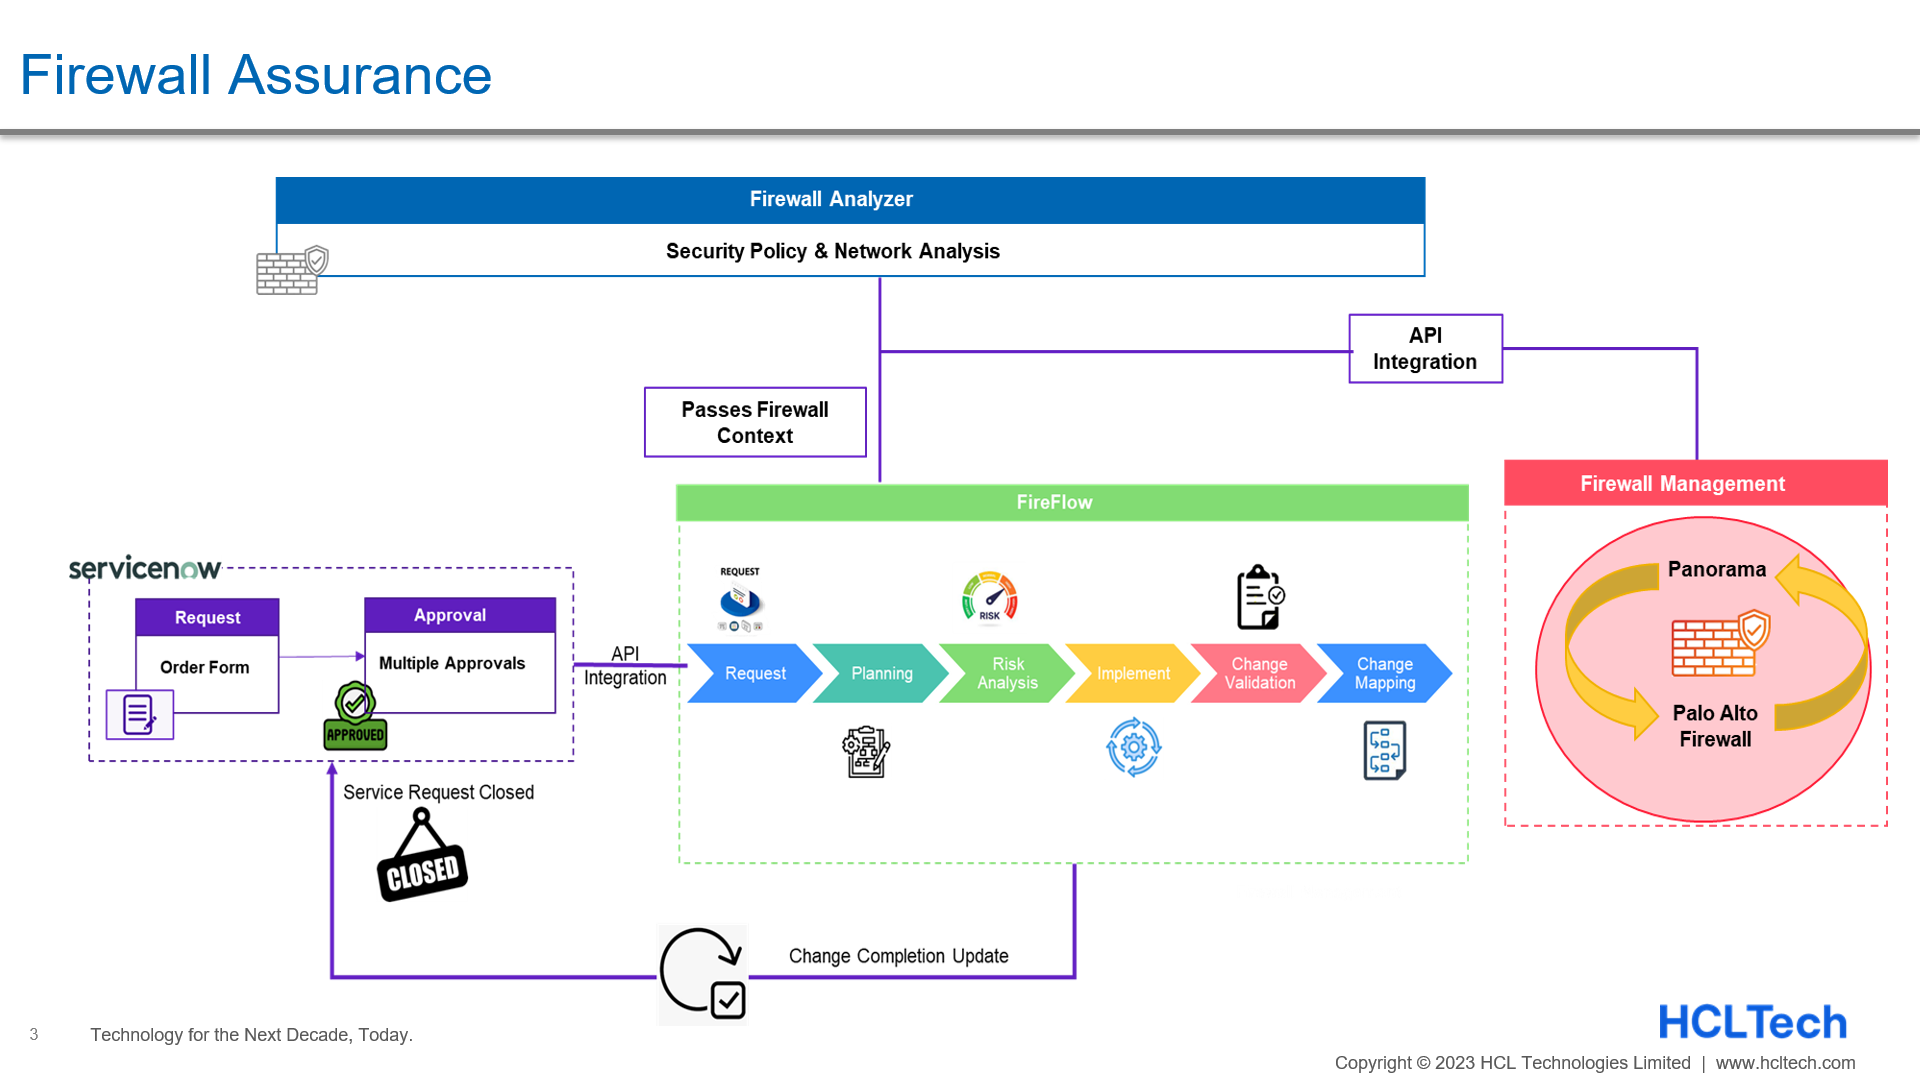 Firewall Assurance
Firewall Analyzer
Security Policy & Network Analysis
API
Integration
Passes Firewall
Context
Firewall Management
FireFlow
servicenow
Request
Order Form
Approval
Multiple Approvals
APPROVED
API
Integration
REQUEST
RISK
Request
Planning
Risk
Analysis
Implement
Change
Validation
Change
Mapping
Panorama
Palo Alto
Firewall
Service Request Closed
CLOSED
Change Completion Update
3
Technology for the Next Decade, Today.
HCLTech
Copyright © 2023 HCL Technologies Limited | www.hcltech.com